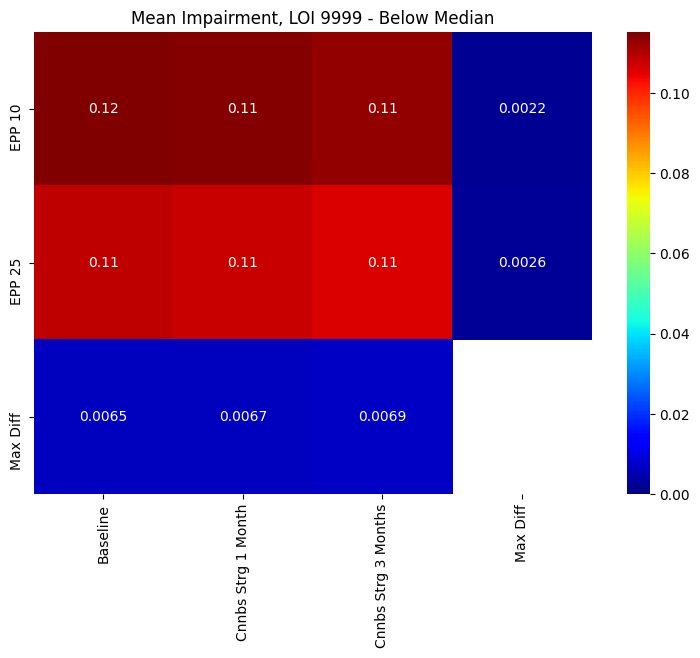 Mean Impairment, LOI 9999 - Below Median
EPP 10
0.12 0.11 0.11 0.0022
EPP 25
0.11 0.11 0.11 0.0026
Max Diff
0.0065 0.0067 0.0069
Baseline
Cnnbs Strg 1 Month
Cnnbs Strg 3 Months
Max Diff
0.10
0.08
0.06
0.04
0.02
0.00